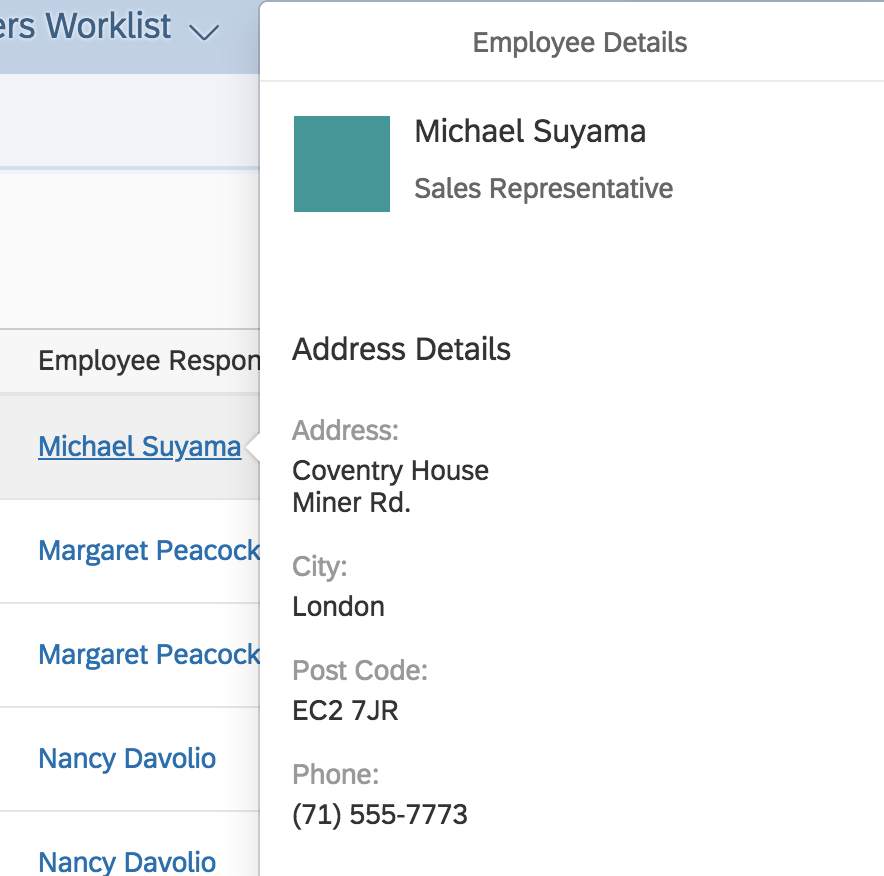 ers Worklist
Employee Details
Michael Suyama
Sales Representative
Address Details
Address:
Coventry House
Miner Rd.
City:
London
Post Code:
EC2 7JR
Phone:
(71) 555-7773
Employee Respon
Michael Suyama
Margaret Peacock
Margaret Peacock
Nancy Davolio
Nancy Davolio